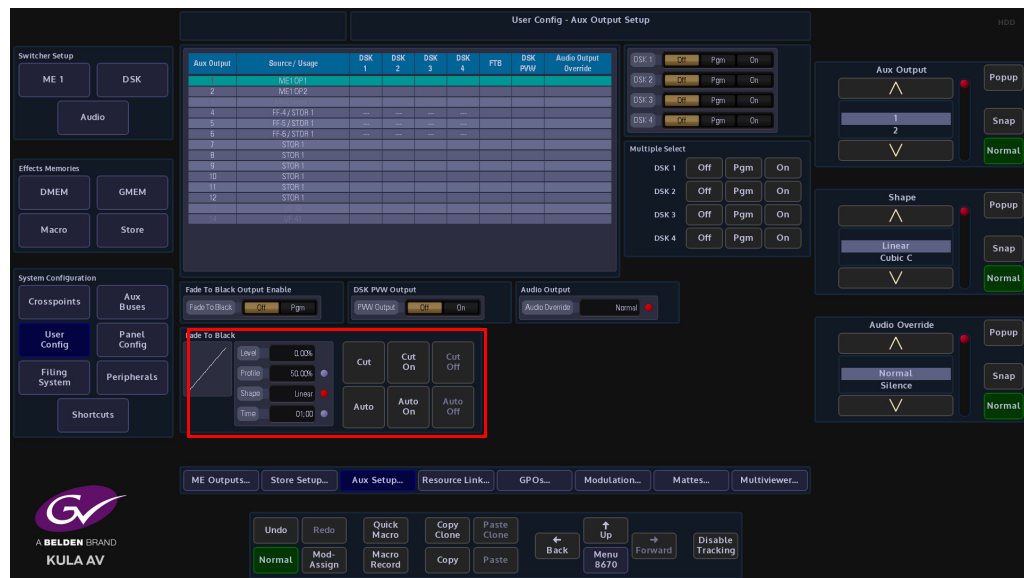 User Config - Aux Output Setup
HDD
Switcher Setup
ME 1
DSK
Audio
Effects Memories
DMEM
GMEM
Macro
Store
System Configuration
Crosspoints
Aux Buses
User Config
Panel Config
Filing System
Peripherals
Shortcuts
Aux Output Source / Usage DSK 1 DSK 2 DSK 3 DSK 4 FTB DSK PVW Audio Output Override
1 ME1 OP1
2 ME1 OP2
4 FF-4 / STOR 1 --- --- --- ---
5 FF-5 / STOR 1 --- --- --- ---
6 FF-6 / STOR 1 --- --- --- ---
7 STOR 1
8 STOR 1
9 STOR 1
10 STOR 1
11 STOR 1
12 STOR 1
14
DSK 1 Off Pgm On
DSK 2 Off Pgm On
DSK 3 Off Pgm On
DSK 4 Off Pgm On
Multiple Select
DSK 1 Off Pgm On
DSK 2 Off Pgm On
DSK 3 Off Pgm On
DSK 4 Off Pgm On
Fade To Black Output Enable
Fade To Black Off Pgm
DSK PVW Output
PVW Output Off On
Audio Output
Audio Override Normal
Fade To Black
Level 0.00%
Profile 50.00%
Shape Linear
Time 01:00
Cut
Cut On
Cut Off
Auto
Auto On
Auto Off
Aux Output
1
2
Popup
Snap
Normal
Shape
Linear
Cubic C
Popup
Snap
Normal
Audio Override
Normal
Silence
Popup
Snap
Normal
ME Outputs...
Store Setup...
Aux Setup...
Resource Link...
GPOs...
Modulation...
Mattes...
Multiviewer...
GV
A BELDEN BRAND
KULA AV
Undo
Redo
Quick Macro
Copy Clone
Paste Clone
Normal
Mod-Assign
Macro Record
Copy
Paste
Back
Up
Menu 8670
Forward
Disable Tracking